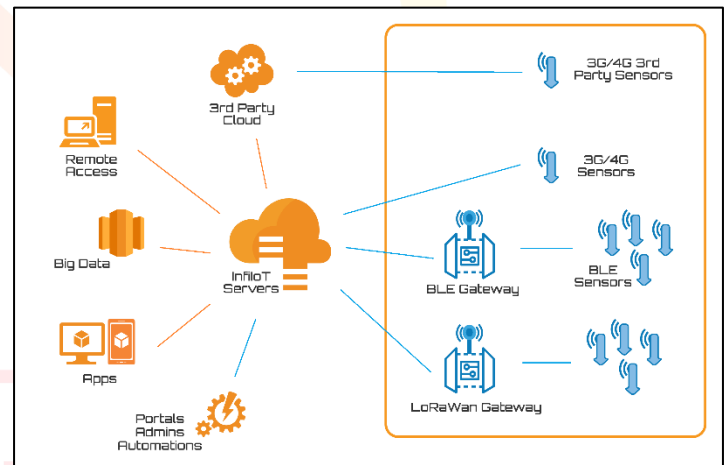 3rd Party
Cloud
3G/4G 3rd
Party Sensors
Remote
Access
3G/4G
Sensors
Big Data
InfiIoT
Servers
BLE Gateway
BLE
Sensors
Apps
LoRaWan Gateway
Portals
Admins
Automations